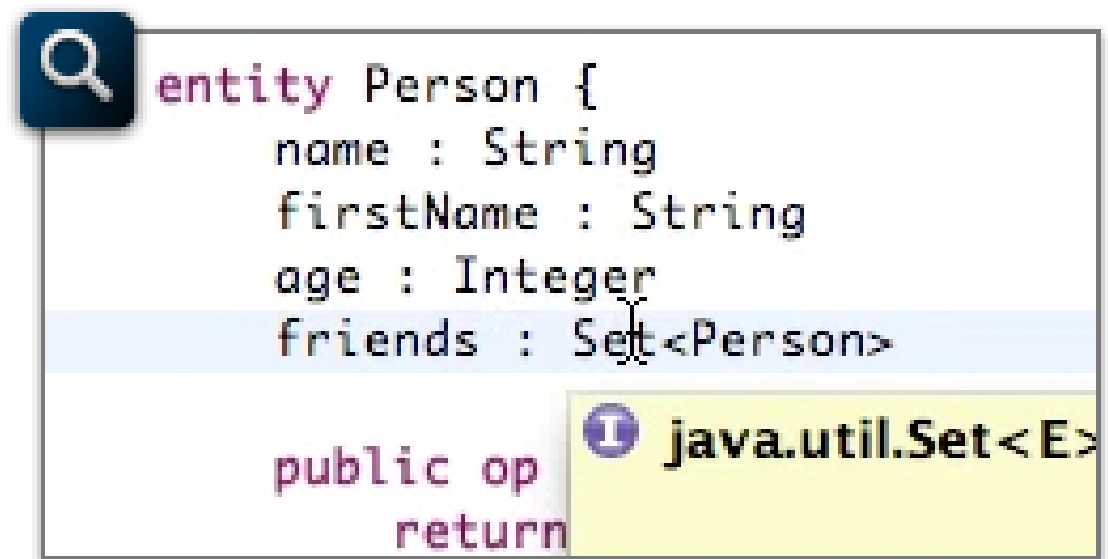 entity Person {
name : String
firstName : String
age : Integer
friends : Set<Person>
I java.util.Set<E>
public op
return